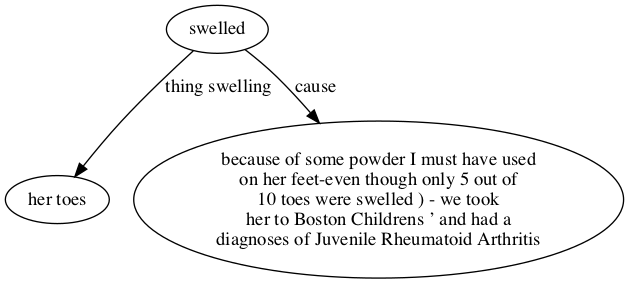 swelled
thing swelling
cause
her toes
because of some powder I must have used
on her feet-even though only 5 out of
10 toes were swelled ) - we took
her to Boston Childrens ’ and had a
diagnoses of Juvenile Rheumatoid Arthritis